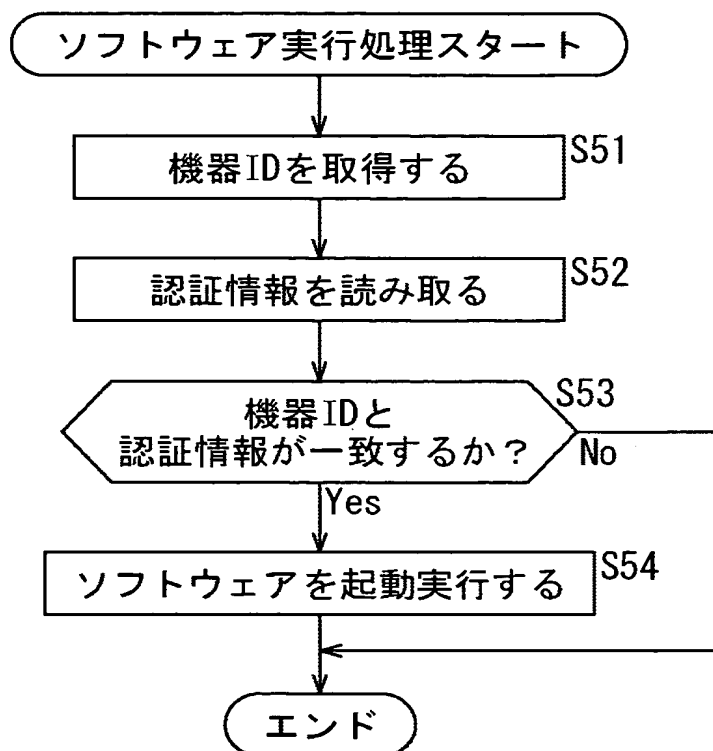 ソフトウェア実行処理スタート
機器IDを取得する
S51
認証情報を読み取る
S52
機器IDと
認証情報が一致するか？
S53
No
Yes
ソフトウェアを起動実行する
S54
エンド